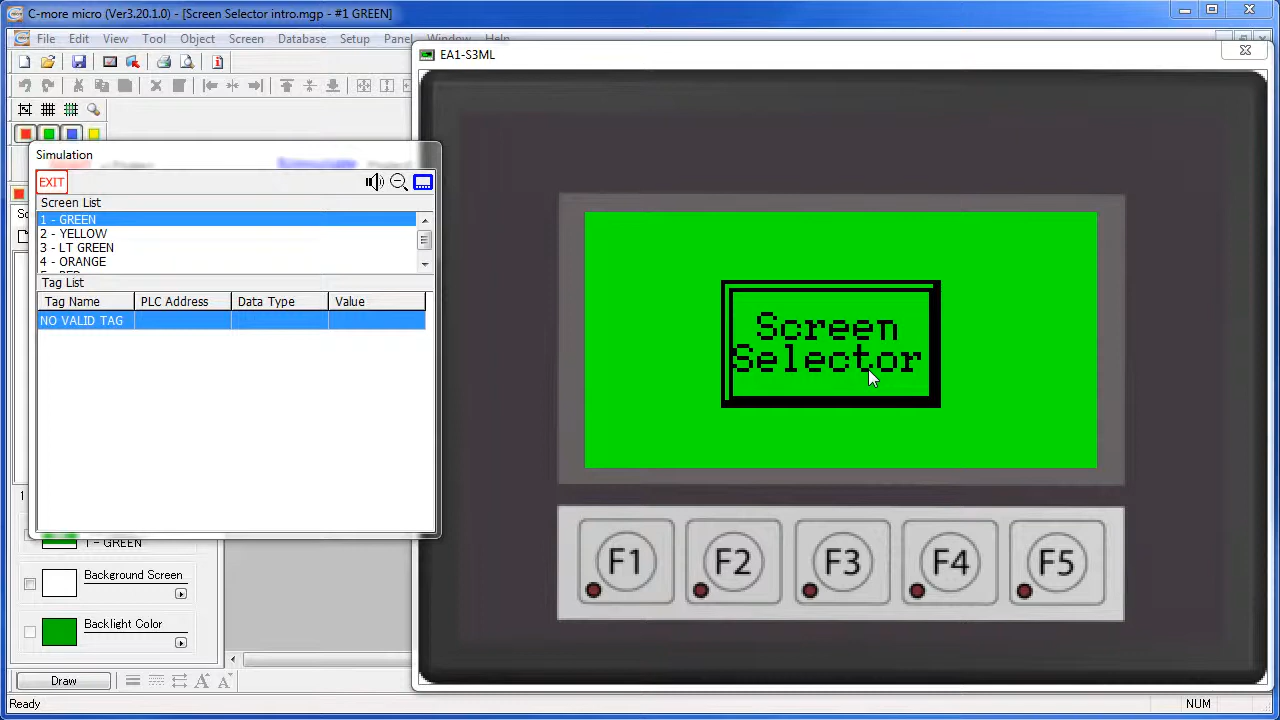 C-more micro (Ver3.20.1.0) - [Screen Selector intro.mgp - #1 GREEN]
File Edit View Tool Object Screen Database Setup Panel Window Help
EA1-S3ML
Simulation
EXIT
Screen List
1 - GREEN
2 - YELLOW
3 - LT GREEN
4 - ORANGE
Tag List
Tag Name PLC Address Data Type Value
NO VALID TAG
Screen
Selector
F1 F2 F3 F4 F5
1 - GREEN
Background Screen
Backlight Color
Draw
Ready
NUM